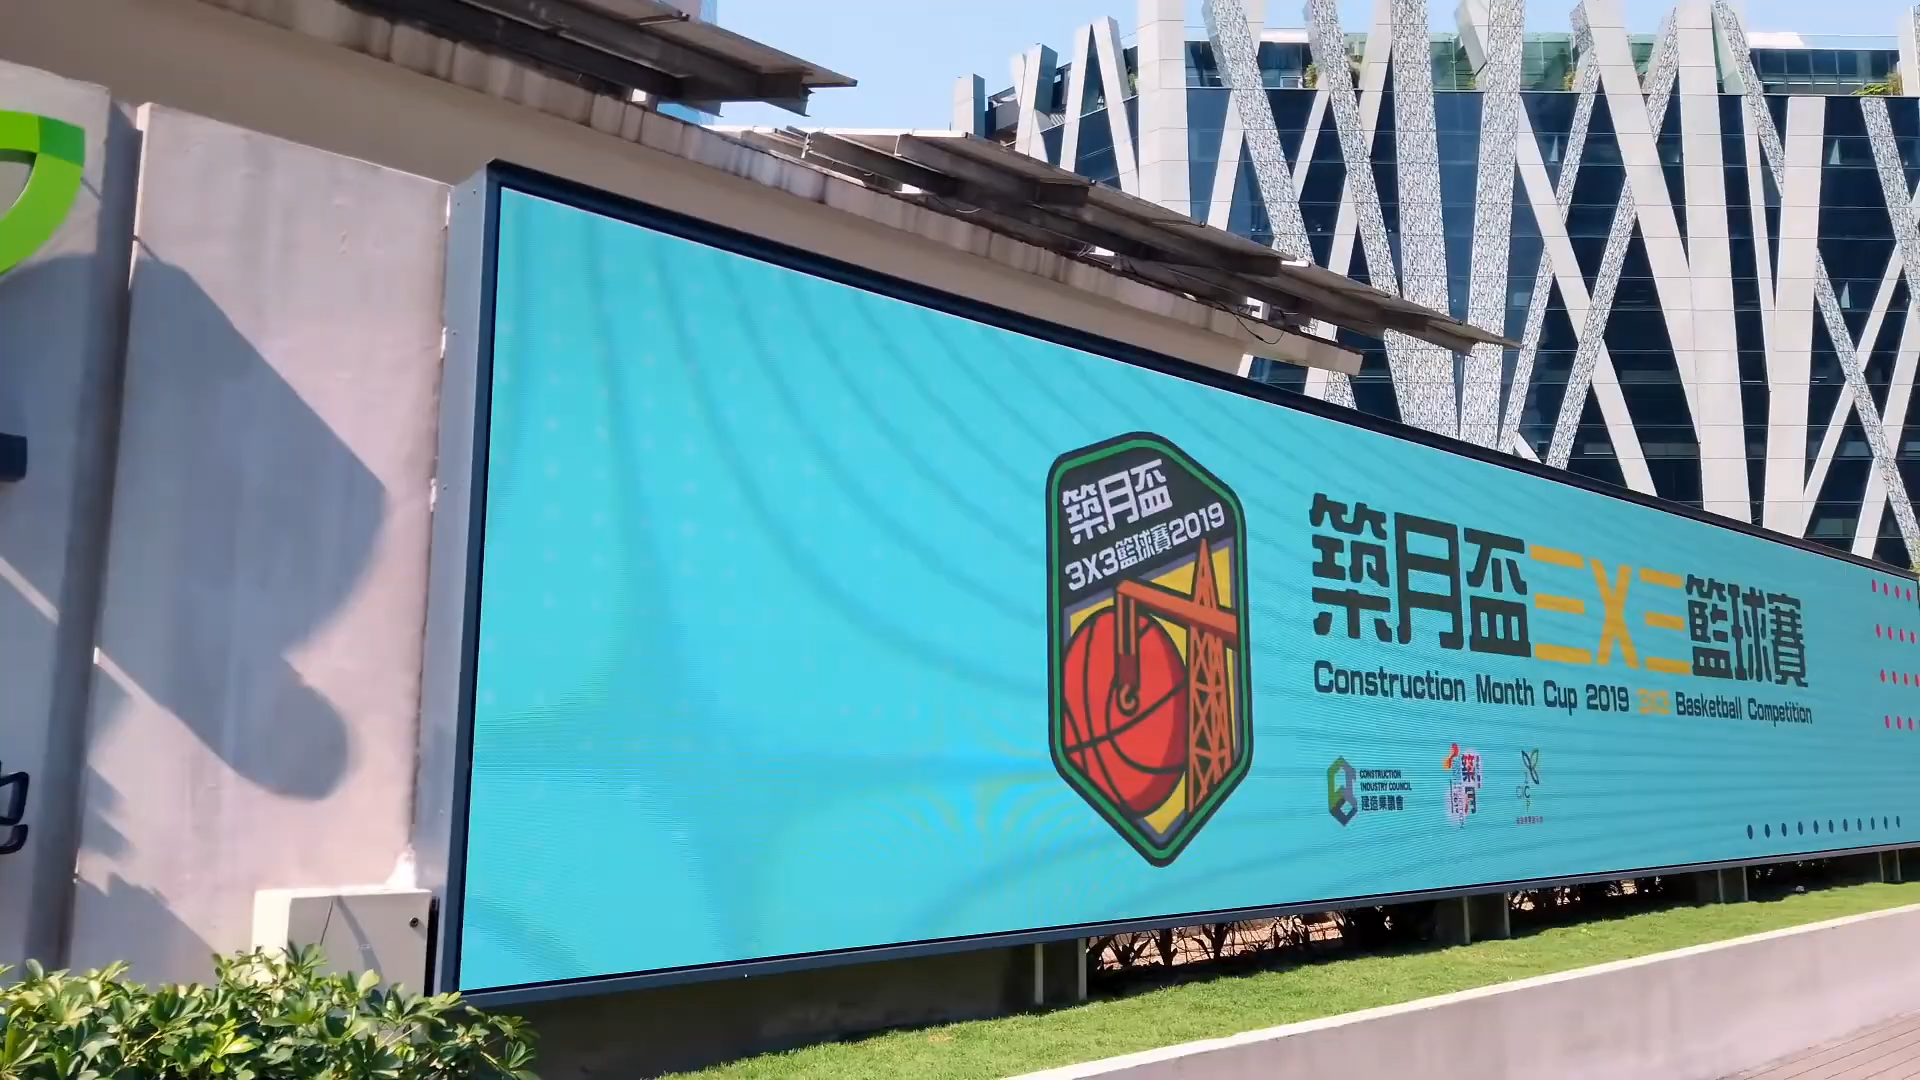 築月盃
3X3籃球賽2019
築月盃三X三籃球賽
Construction Month Cup 2019 3X3 Basketball Competition
CONSTRUCTION
INDUSTRY COUNCIL
建造業議會
築
月
CIC